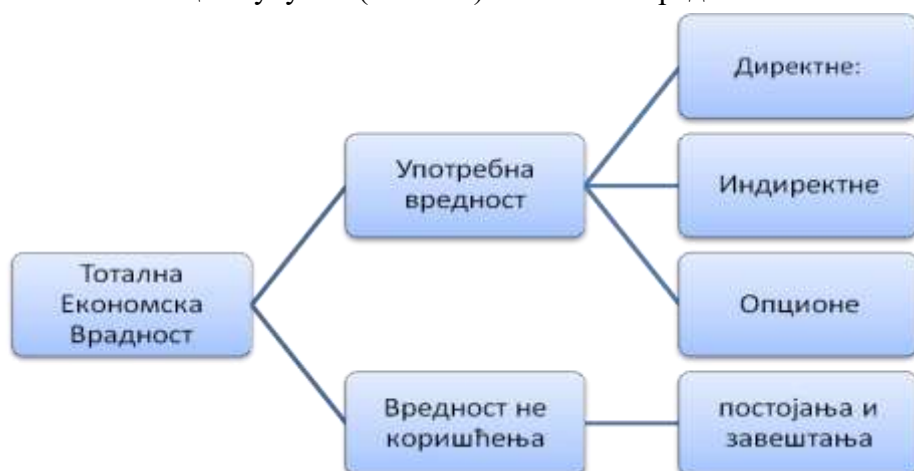 Директне:
Употребна
вредност
Индиректне
Тотална
Економска
Врадност
Опционе
Вредност не
коришћења
постојања и
завештања